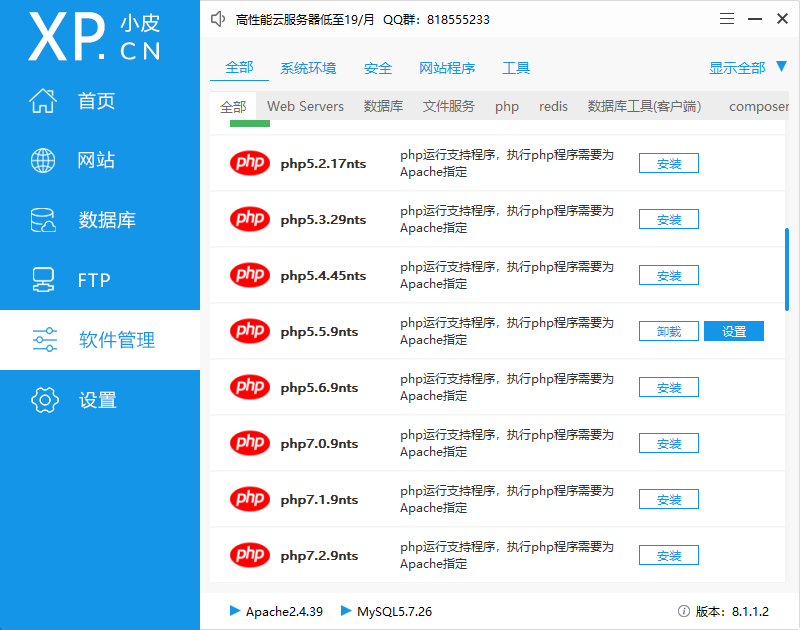 XP. 小皮
CN
高性能云服务器低至19/月 QQ群：818555233
首页
网站
数据库
FTP
软件管理
设置
全部 系统环境 安全 网站程序 工具 显示全部
全部 Web Servers 数据库 文件服务 php redis 数据库工具(客户端) composer
php php5.2.17nts php运行支持程序，执行php程序需要为 安装
Apache指定
php php5.3.29nts php运行支持程序，执行php程序需要为 安装
Apache指定
php php5.4.45nts php运行支持程序，执行php程序需要为 安装
Apache指定
php php5.5.9nts php运行支持程序，执行php程序需要为 卸载 设置
Apache指定
php php5.6.9nts php运行支持程序，执行php程序需要为 安装
Apache指定
php php7.0.9nts php运行支持程序，执行php程序需要为 安装
Apache指定
php php7.1.9nts php运行支持程序，执行php程序需要为 安装
Apache指定
php php7.2.9nts php运行支持程序，执行php程序需要为 安装
Apache指定
Apache2.4.39 MySQL5.7.26 版本：8.1.1.2